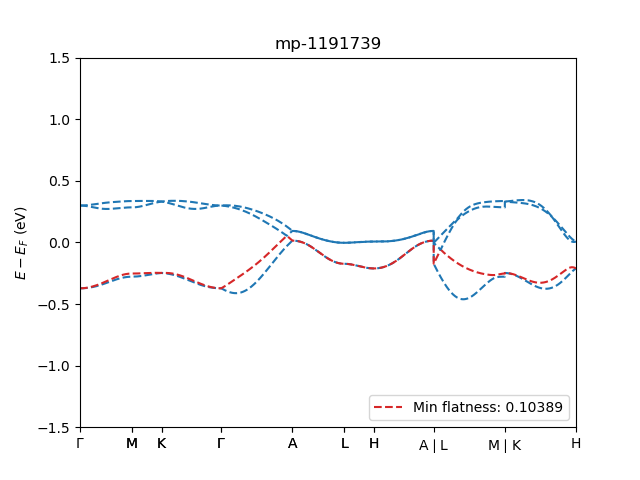 mp-1191739
1.5
1.0
0.5
0.0
−0.5
−1.0
−1.5
E − E_F (eV)
Min flatness: 0.10389
Γ M K Γ A L H A | L M | K H